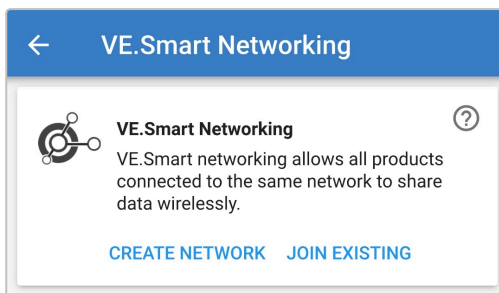 VE.Smart Networking
VE.Smart Networking
VE.Smart networking allows all products
connected to the same network to share
data wirelessly.
CREATE NETWORK JOIN EXISTING